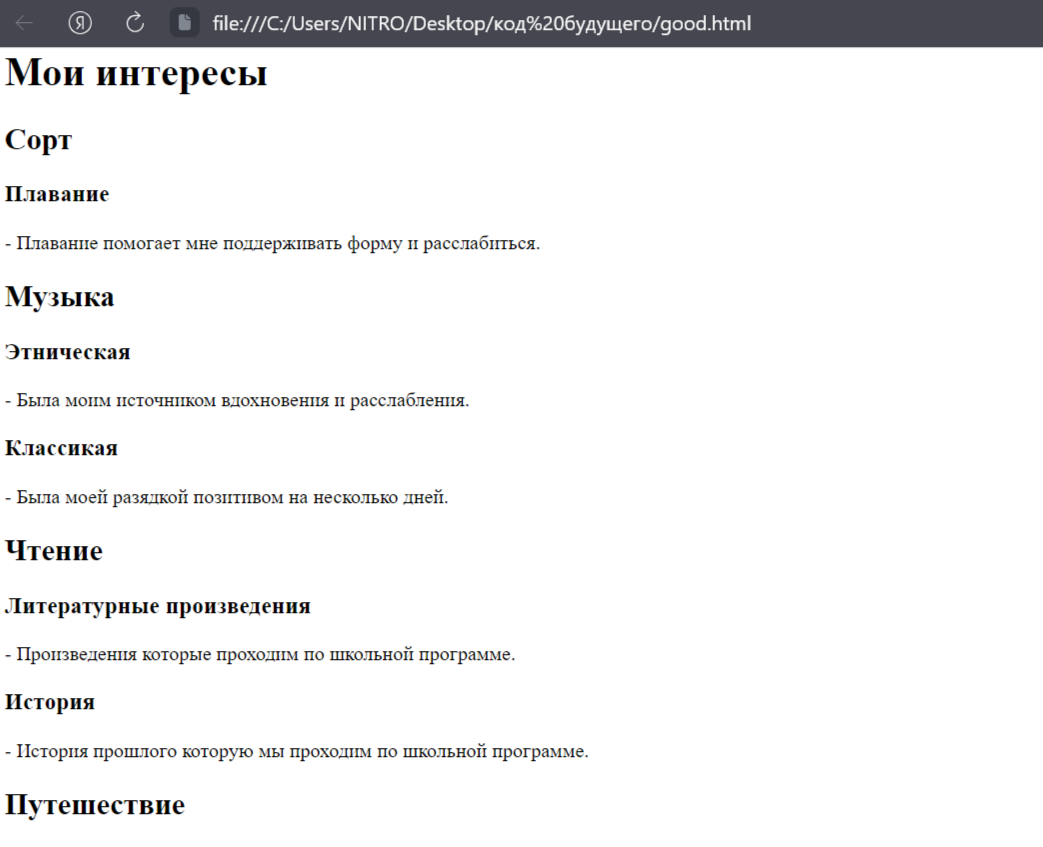 Я
file:///C:/Users/NITRO/Desktop/код%20будущего/good.html
Мои интересы
Сорт
Плавание
- Плавание помогает мне поддерживать форму и расслабиться.
Музыка
Этническая
- Была моим источником вдохновения и расслабления.
Классикая
- Была моей разядкой позитивом на несколько дней.
Чтение
Литературные произведения
- Произведения которые проходим по школьной программе.
История
- История прошлого которую мы проходим по школьной программе.
Путешествие